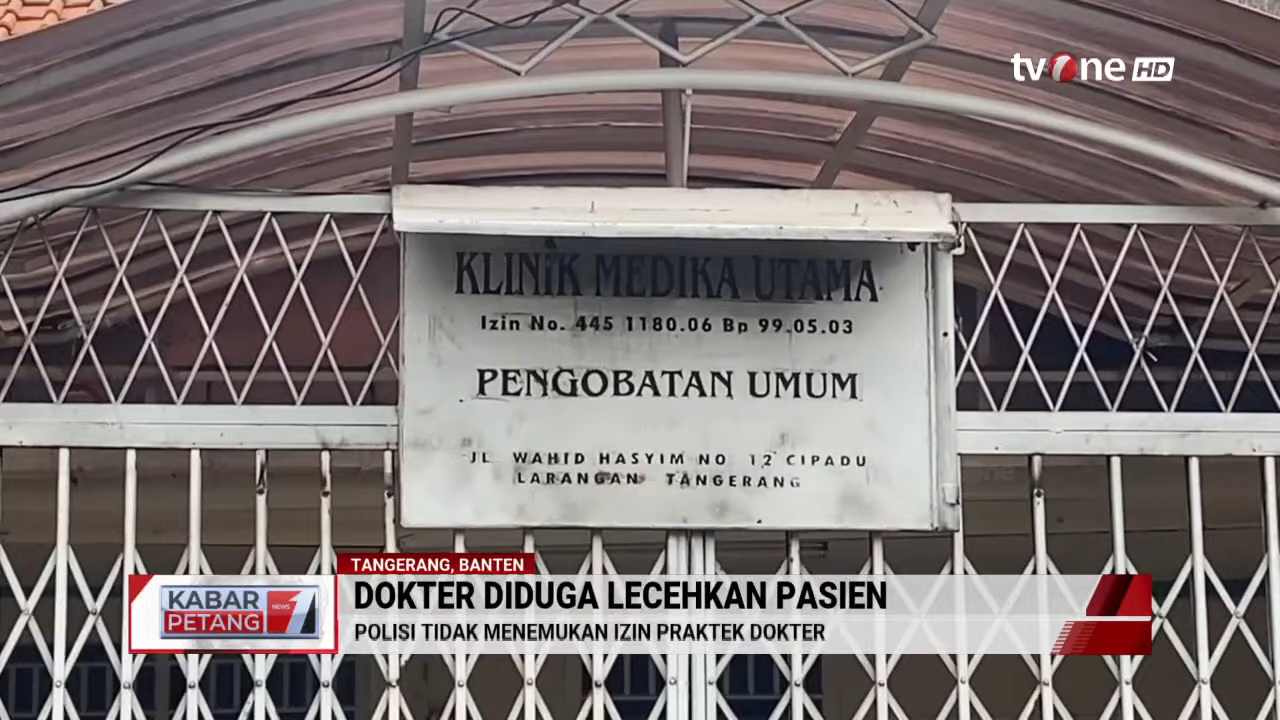 tvOne HD
KLINiK MEDIKA UTAMA
Izin No. 445 1180.06 Bp 99.05.03
PENGOBATAN UMUM
JL WAHID HASYIM NO 12 CIPADU
LARANGAN TANGERANG
TANGERANG, BANTEN
KABAR
PETANG
NEWS
1
DOKTER DIDUGA LECEHKAN PASIEN
POLISI TIDAK MENEMUKAN IZIN PRAKTEK DOKTER